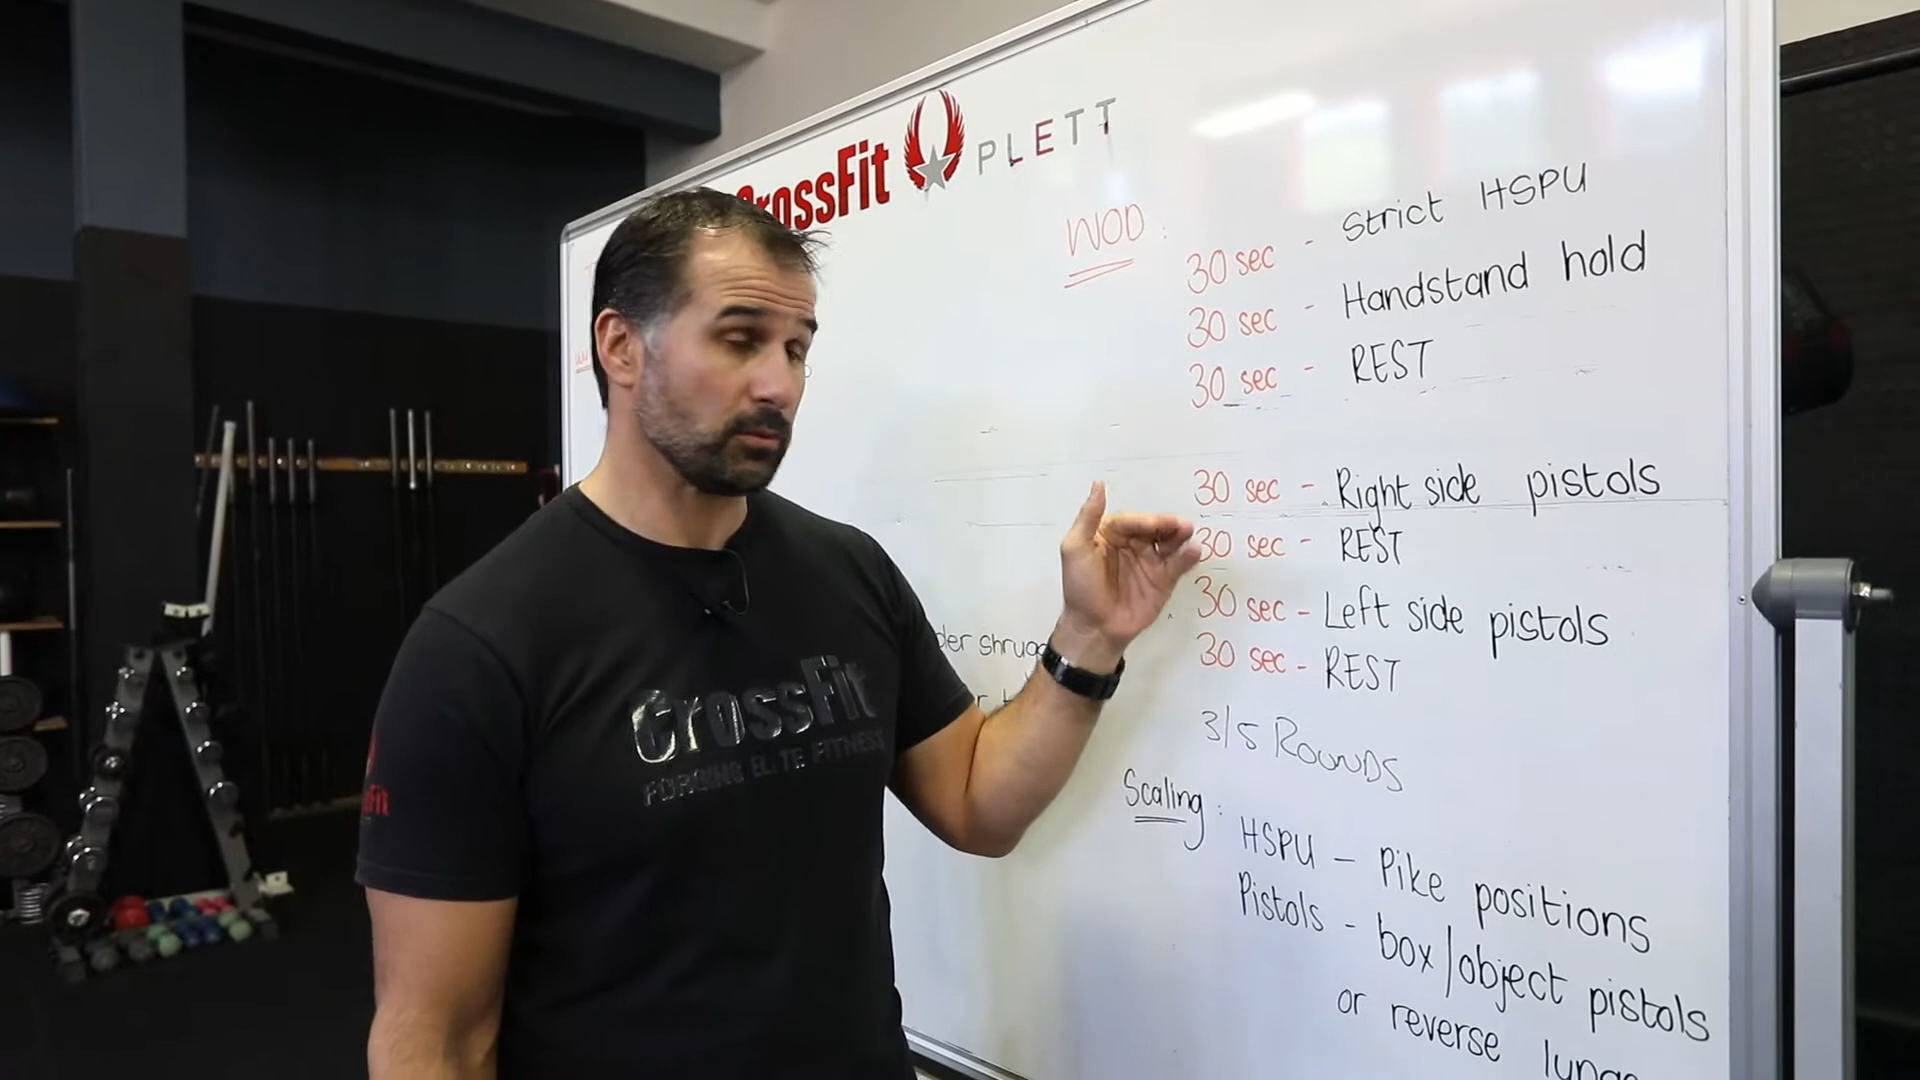 CrossFit PLETT
WOD:
30 sec - Strict HSPU
30 sec - Handstand hold
30 sec - REST
30 sec - Right side pistols
30 sec - REST
30 sec - Left side pistols
30 sec - REST
3/5 ROUNDS
Scaling:
HSPU - Pike positions
Pistols - box/object pistols
or reverse
CrossFit
FORGING ELITE FITNESS